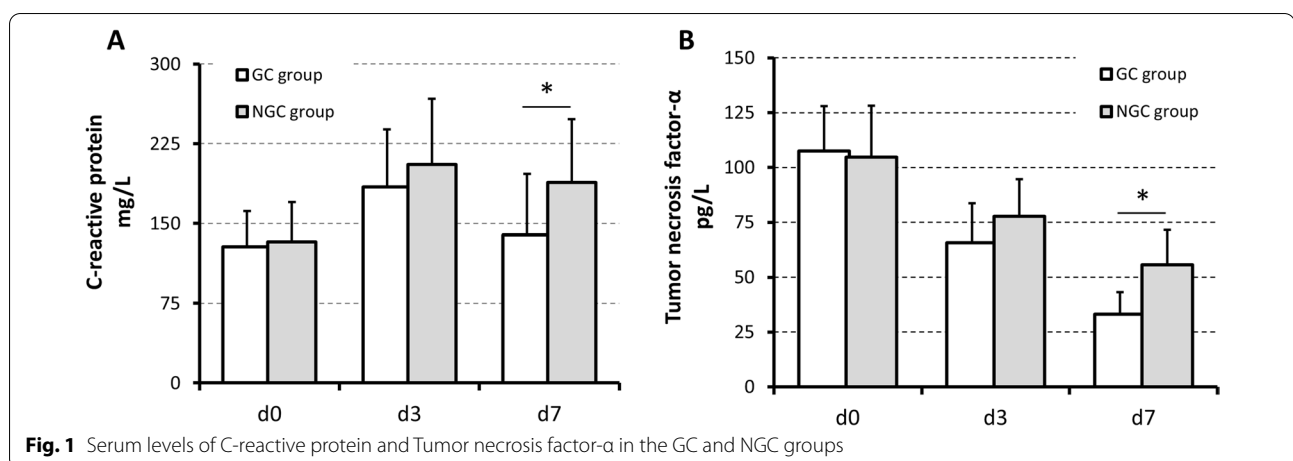 A
C-reactive protein
mg/L
300
225
150
75
0
GC group
NGC group
*
d0
d3
d7
B
Tumor necrosis factor-α
pg/L
150
125
100
75
50
25
0
GC group
NGC group
*
d0
d3
d7
Fig. 1 Serum levels of C-reactive protein and Tumor necrosis factor-α in the GC and NGC groups